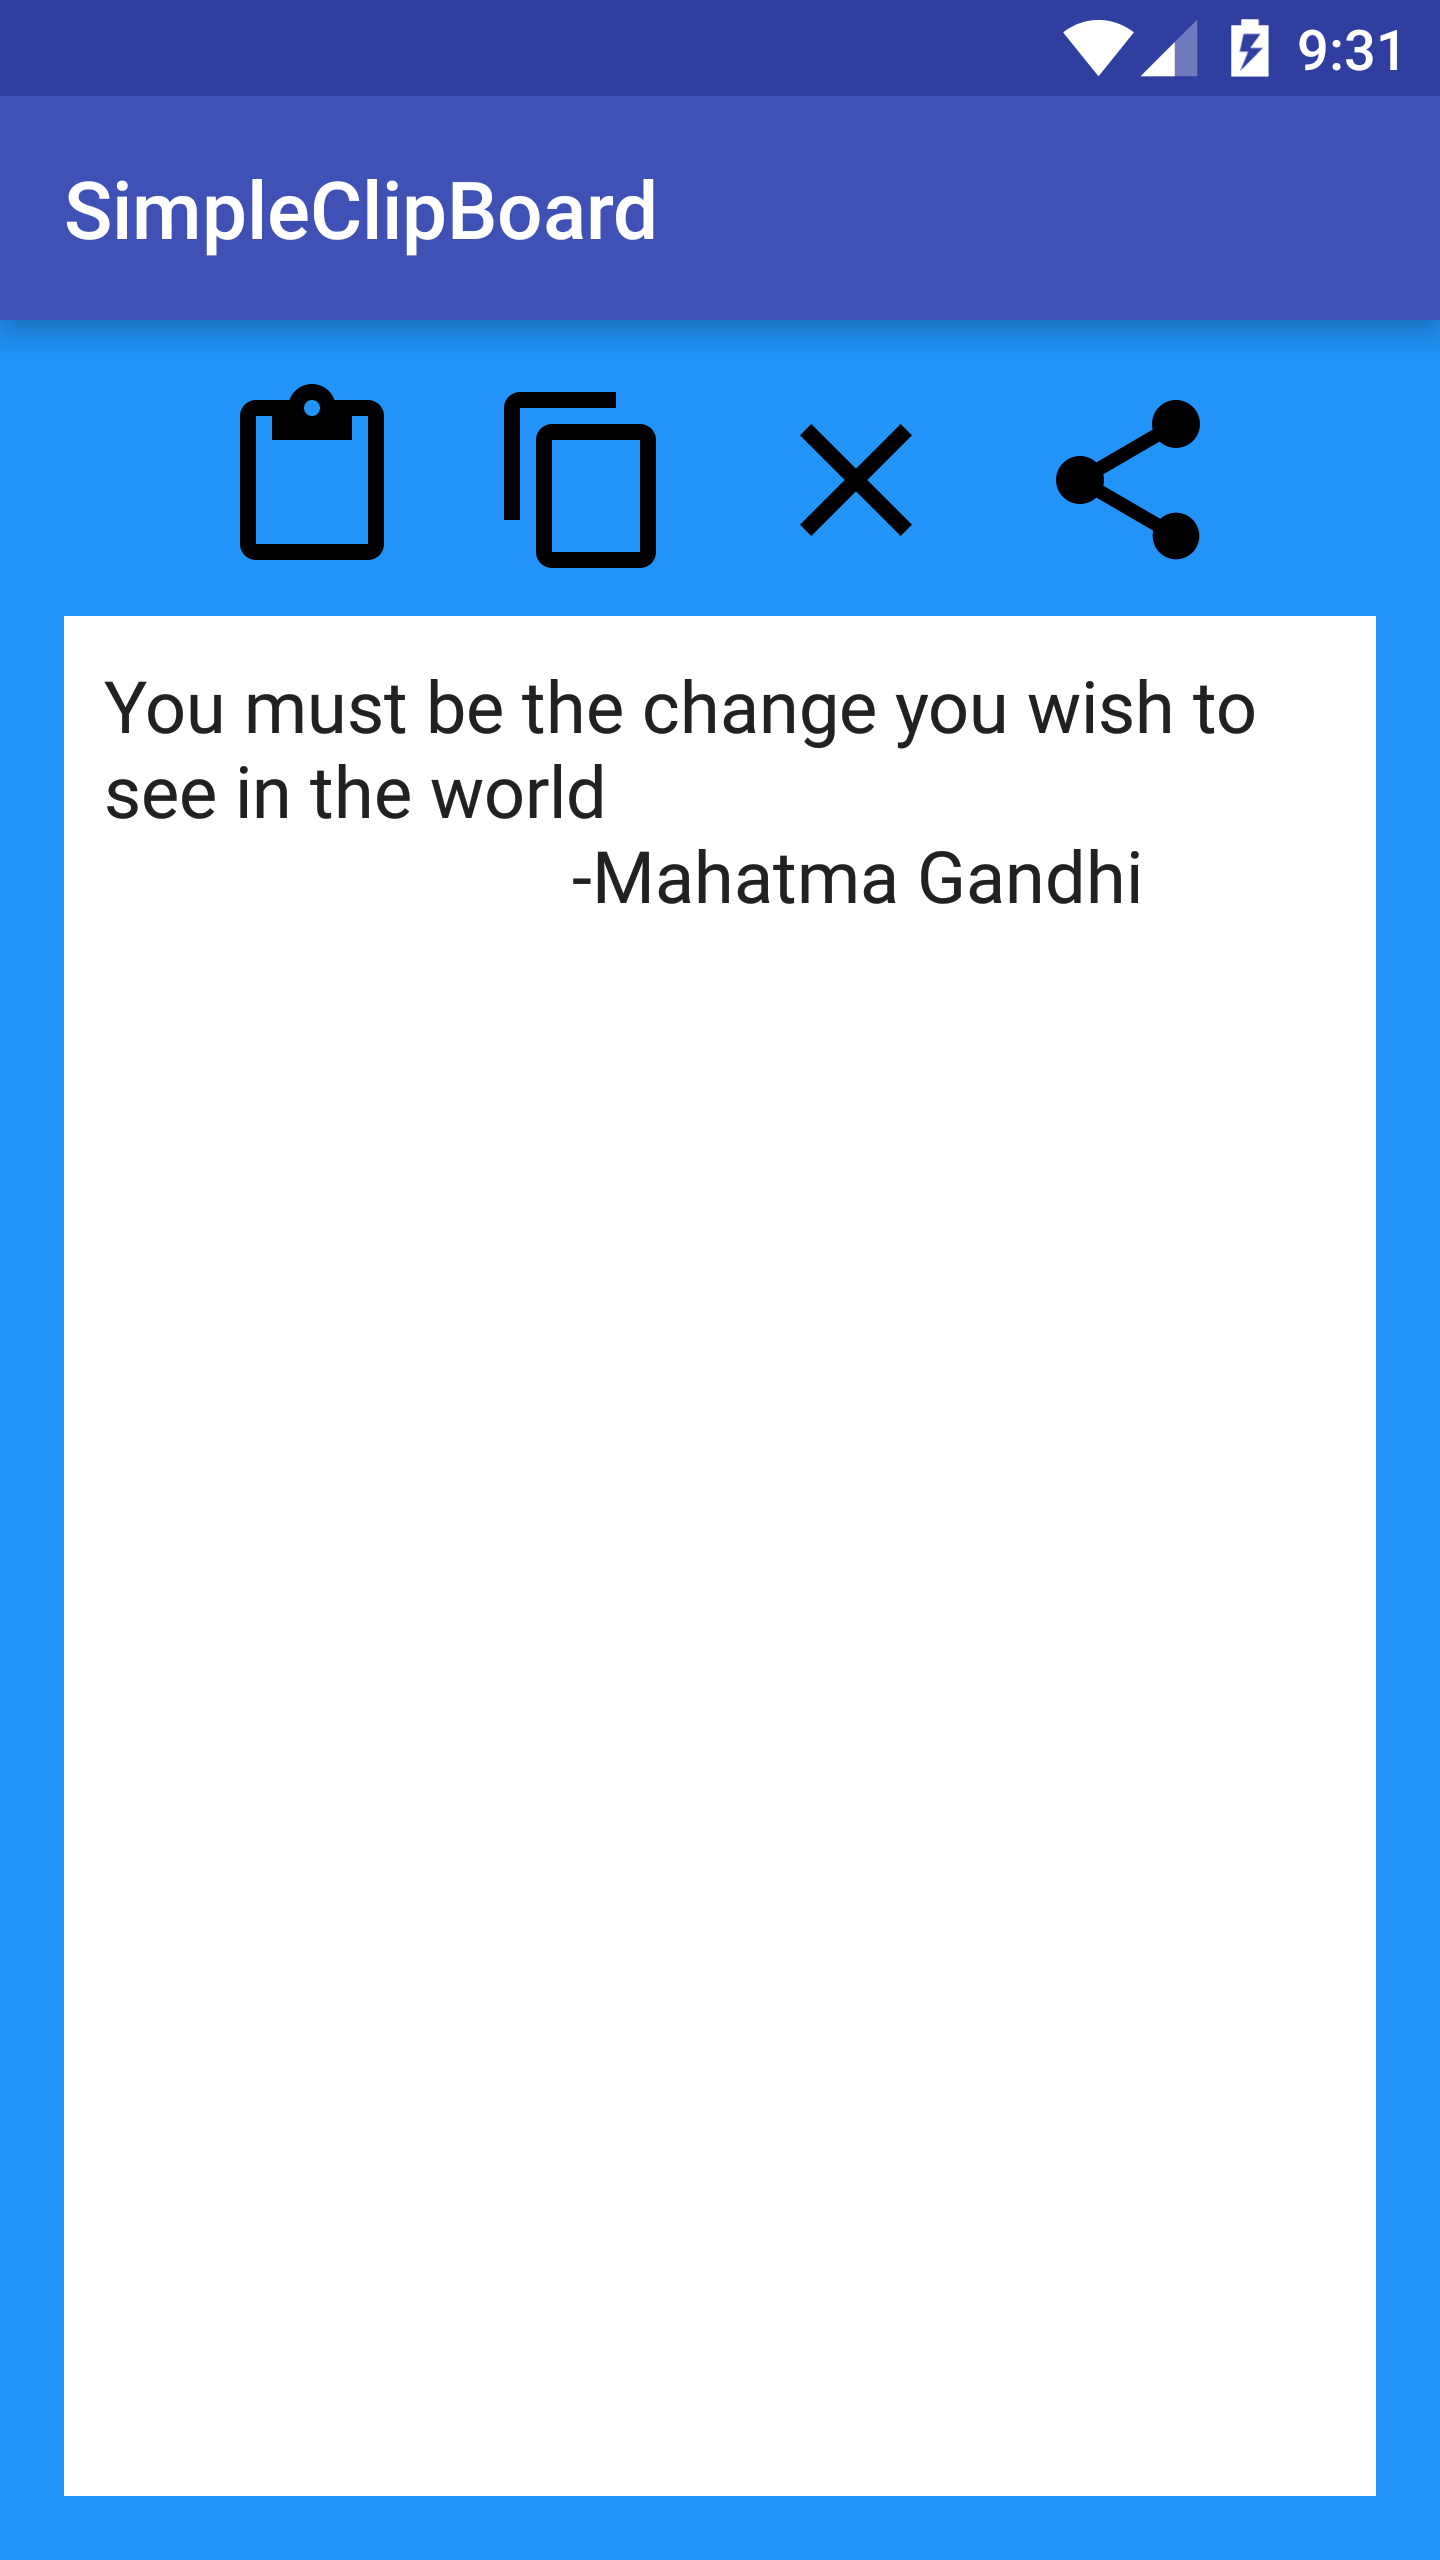 9:31
SimpleClipBoard
You must be the change you wish to
see in the world
-Mahatma Gandhi